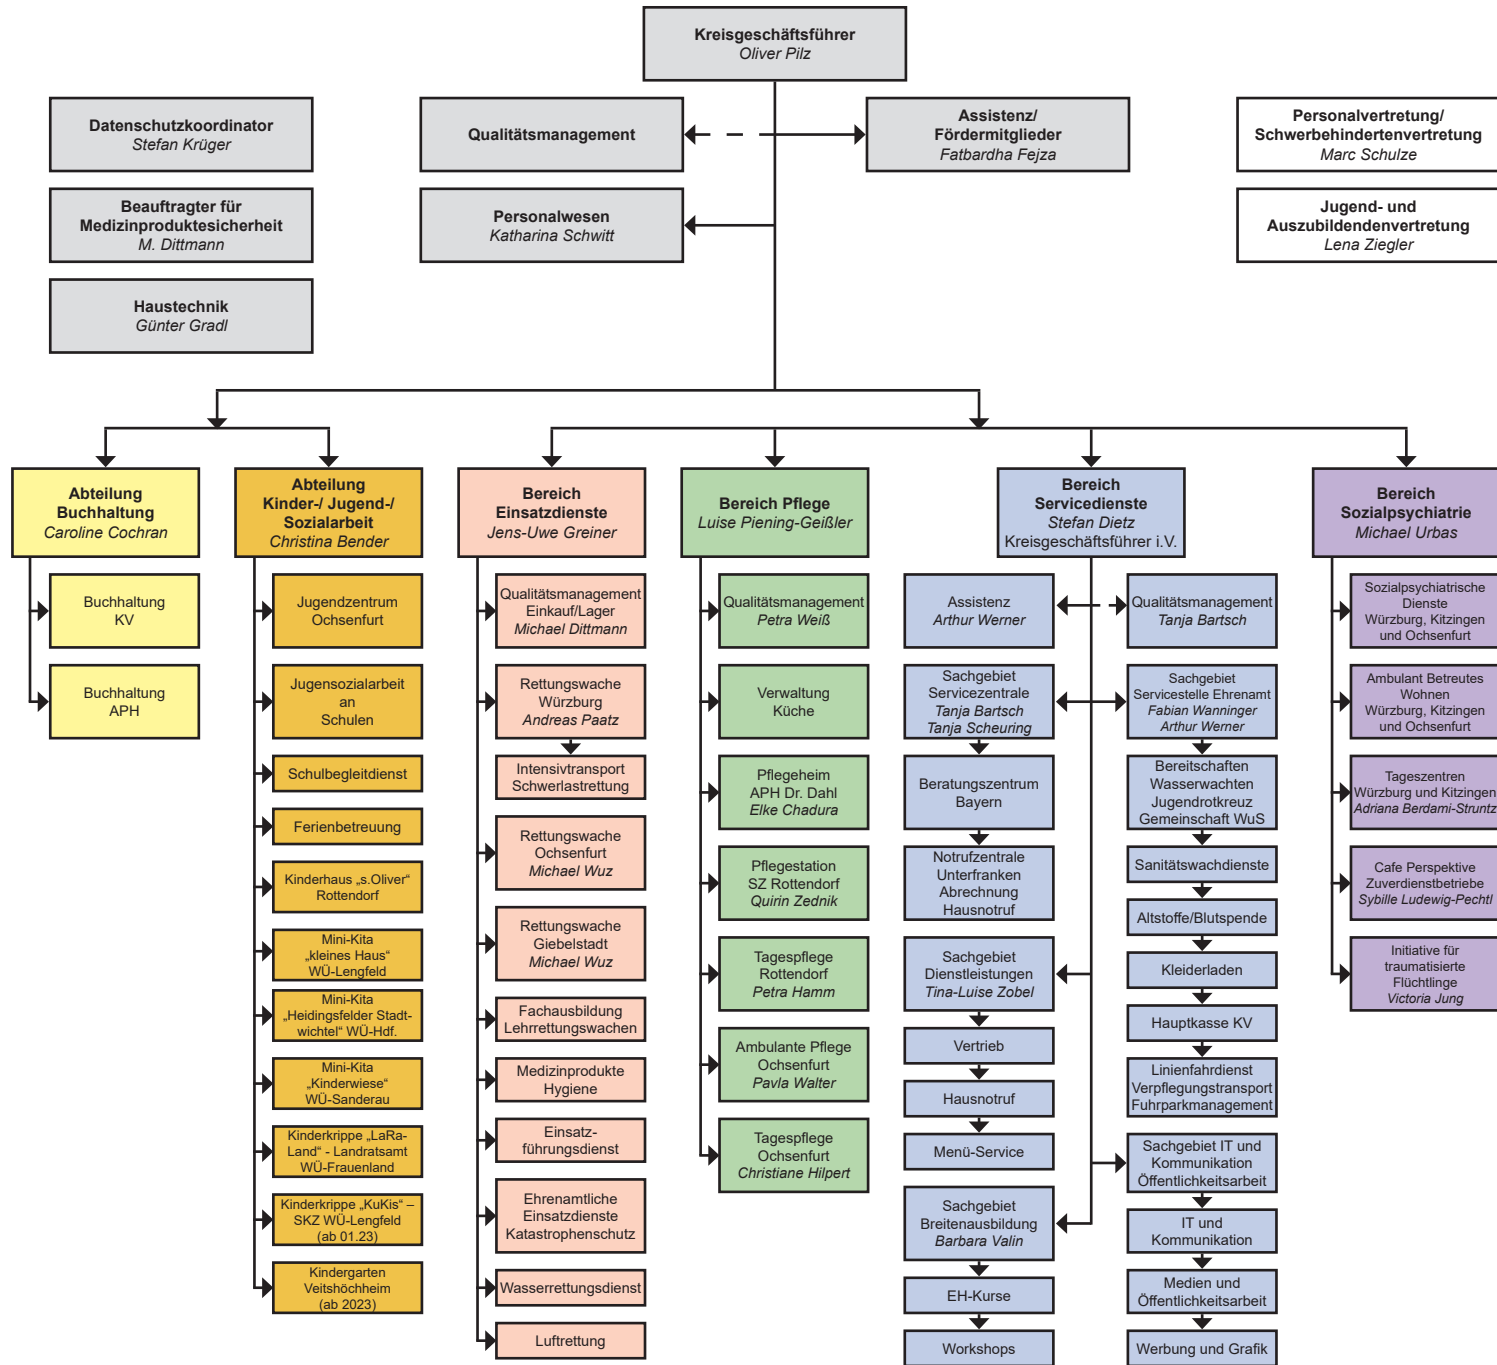 Kreisgeschäftsführer
Oliver Pilz
Datenschutzkoordinator
Stefan Krüger
Qualitätsmanagement
Assistenz/
Fördermitglieder
Fatbardha Fejza
Personalvertretung/
Schwerbehindertenvertretung
Marc Schulze
Beauftragter für
Medizinproduktesicherheit
M. Dittmann
Personalwesen
Katharina Schwitt
Jugend- und
Auszubildendenvertretung
Lena Ziegler
Haustechnik
Günter Gradl
Abteilung
Buchhaltung
Caroline Cochran
Buchhaltung
KV
Buchhaltung
APH
Abteilung
Kinder-/ Jugend-/
Sozialarbeit
Christina Bender
Jugendzentrum
Ochsenfurt
Jugensozialarbeit
an
Schulen
Schulbegleitdienst
Ferienbetreuung
Kinderhaus „s.Oliver“
Rottendorf
Mini-Kita
„kleines Haus“
WÜ-Lengfeld
Mini-Kita
„Heidingsfelder Stadt-
wichtel“ WÜ-Hdf.
Mini-Kita
„Kinderwiese“
WÜ-Sanderau
Kinderkrippe „LaRa-
Land“ - Landratsamt
WÜ-Frauenland
Kinderkrippe „KuKis“ –
SKZ WÜ-Lengfeld
(ab 01.23)
Kindergarten
Veitshöchheim
(ab 2023)
Bereich
Einsatzdienste
Jens-Uwe Greiner
Qualitätsmanagement
Einkauf/Lager
Michael Dittmann
Rettungswache
Würzburg
Andreas Paatz
Intensivtransport
Schwerlastrettung
Rettungswache
Ochsenfurt
Michael Wuz
Rettungswache
Giebelstadt
Michael Wuz
Fachausbildung
Lehrrettungswachen
Medizinprodukte
Hygiene
Einsatz-
führungsdienst
Ehrenamtliche
Einsatzdienste
Katastrophenschutz
Wasserrettungsdienst
Luftrettung
Bereich Pflege
Luise Piening-Geißler
Qualitätsmanagement
Petra Weiß
Verwaltung
Küche
Pflegeheim
APH Dr. Dahl
Elke Chadura
Pflegestation
SZ Rottendorf
Quirin Zednik
Tagespflege
Rottendorf
Petra Hamm
Ambulante Pflege
Ochsenfurt
Pavla Walter
Tagespflege
Ochsenfurt
Christiane Hilpert
Bereich
Servicedienste
Stefan Dietz
Kreisgeschäftsführer i.V.
Assistenz
Arthur Werner
Sachgebiet
Servicezentrale
Tanja Bartsch
Tanja Scheuring
Beratungszentrum
Bayern
Notrufzentrale
Unterfranken
Abrechnung
Hausnotruf
Sachgebiet
Dienstleistungen
Tina-Luise Zobel
Vertrieb
Hausnotruf
Menü-Service
Sachgebiet
Breitenausbildung
Barbara Valin
EH-Kurse
Workshops
Qualitätsmanagement
Tanja Bartsch
Sachgebiet
Servicestelle Ehrenamt
Fabian Wanninger
Arthur Werner
Bereitschaften
Wasserwachten
Jugendrotkreuz
Gemeinschaft WuS
Sanitätswachdienste
Altstoffe/Blutspende
Kleiderladen
Hauptkasse KV
Linienfahrdienst
Verpflegungstransport
Fuhrparkmanagement
Sachgebiet IT und
Kommunikation
Öffentlichkeitsarbeit
IT und
Kommunikation
Medien und
Öffentlichkeitsarbeit
Werbung und Grafik
Bereich
Sozialpsychiatrie
Michael Urbas
Sozialpsychiatrische
Dienste
Würzburg, Kitzingen
und Ochsenfurt
Ambulant Betreutes
Wohnen
Würzburg, Kitzingen
und Ochsenfurt
Tageszentren
Würzburg und Kitzingen
Adriana Berdami-Struntz
Cafe Perspektive
Zuverdienstbetriebe
Sybille Ludewig-Pechtl
Initiative für
traumatisierte
Flüchtlinge
Victoria Jung